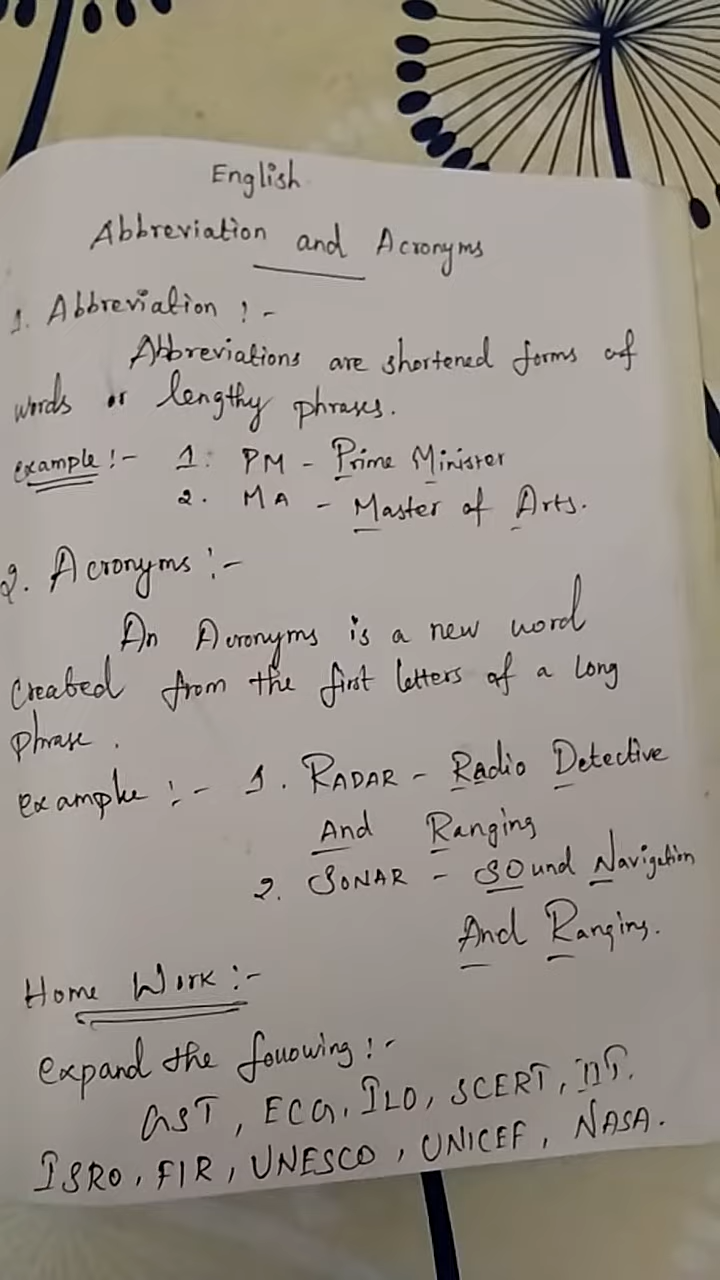 English
Abbreviation and Acronyms
1. Abbreviation :-
Abbreviations are shortened forms of
words or lengthy phrases.
example :- 1. PM - Prime Minister
2. MA - Master of Arts.
2. Acronyms :-
An Acronyms is a new word
created from the first letters of a long
phrase.
example :- 1. RADAR - Radio Detective
And Ranging
2. SONAR - SOund Navigation
And Ranging.
Home Work :-
expand the following :-
GST, ECG, ILO, SCERT, IIT.
ISRO, FIR, UNESCO, UNICEF, NASA.